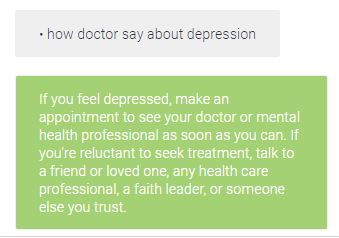 • how doctor say about depression
If you feel depressed, make an
appointment to see your doctor or mental
health professional as soon as you can. If
you're reluctant to seek treatment, talk to
a friend or loved one, any health care
professional, a faith leader, or someone
else you trust.